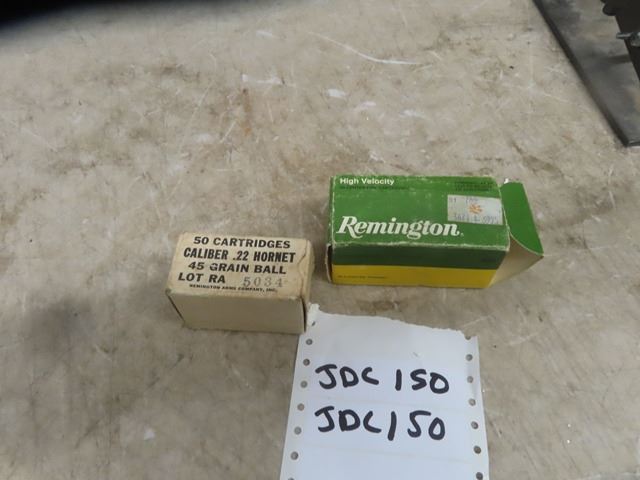 High Velocity
Remington
50 CARTRIDGES
CALIBER .22 HORNET
45 GRAIN BALL
LOT RA 5034
REMINGTON ARMS COMPANY, INC.
JDC 150
JDC 150